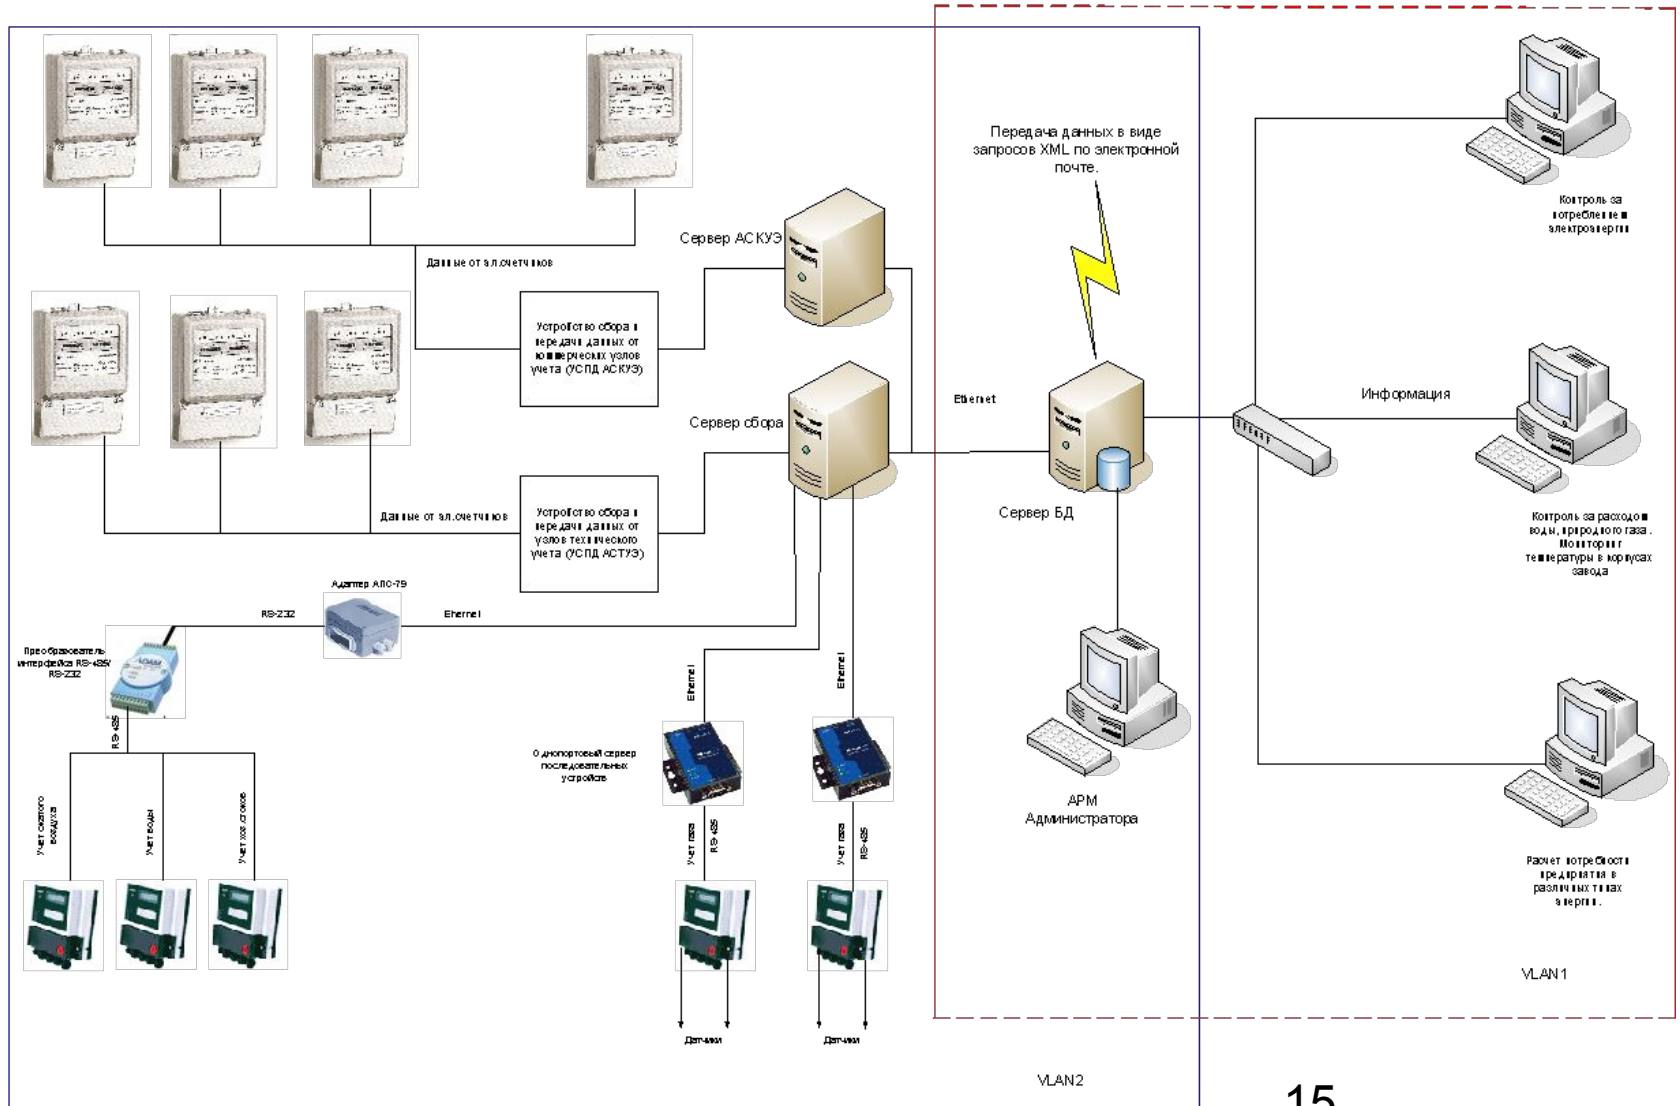 Передача данных в виде
запросов XML по электронной
почте.
Сервер АСКУЭ
Данные от эл.счетчиков
Устройство сбора и
передачи данных от
коммерческих узлов
учета (УСПД АСКУЭ)
Сервер сбора
Ethernet
Сервер БД
Информация
Контроль за
потреблением
электроэнергии
Данные от эл.счетчиков
Устройство сбора и
передачи данных от
узлов технического
учета (УСПД АСТУЭ)
Контроль за расходом
воды, природного газа.
Мониторинг
температуры в корпусах
завода
Адаптер АПС-79
RS-232
Ehernel
Преобразователь
интерфейса RS-485/
RS-232
ADAM
RS-485
Ethernel
Ethernel
Однопортовый сервер
последовательных
устройств
Учет сжатого
воздуха
Учет воды
Учет хоз.стоков
Учет газа
RS-485
Учет газа
RS-485
АРМ
Администратора
Расчет потребности
предприятия в
различных типах
энергии.
Датчики
Датчики
VLAN1
VLAN2
15